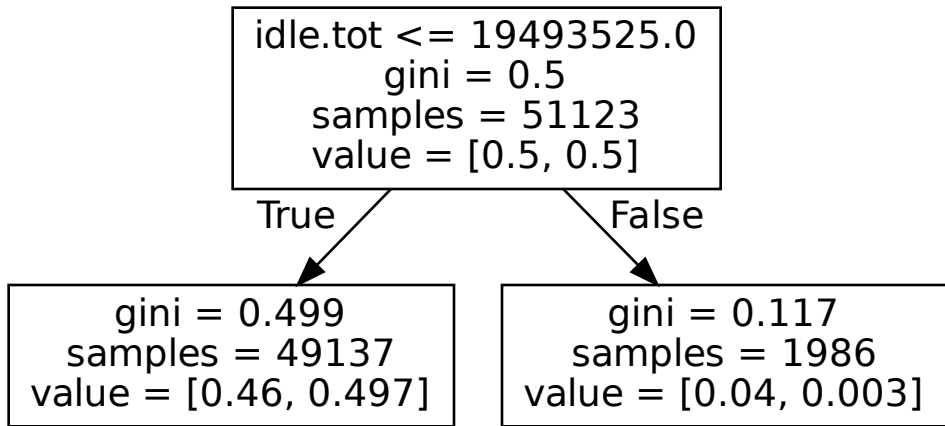 idle.tot <= 19493525.0
gini = 0.5
samples = 51123
value = [0.5, 0.5]
True
False
gini = 0.499
samples = 49137
value = [0.46, 0.497]
gini = 0.117
samples = 1986
value = [0.04, 0.003]